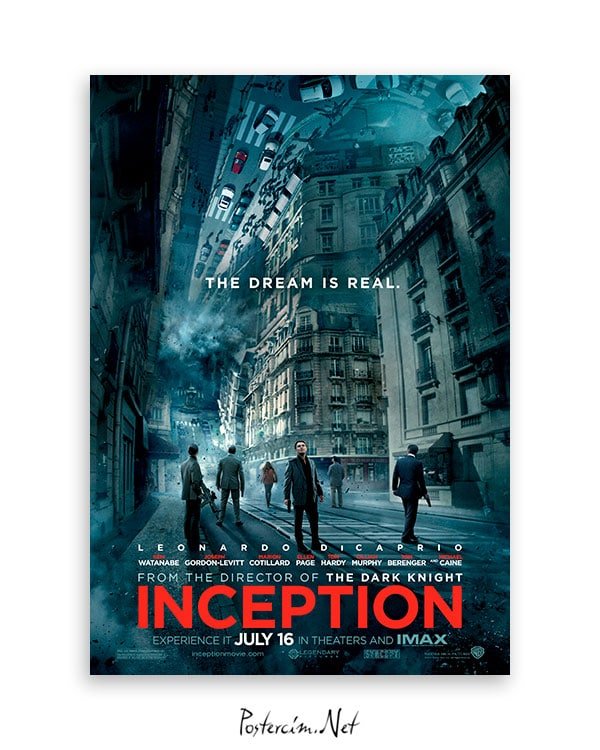 THE DREAM IS REAL.
LEONARDO DICAPRIO
KEN JOSEPH MARION ELLEN TOM CILLIAN TOM MICHAEL
WATANABE GORDON-LEVITT COTILLARD PAGE HARDY MURPHY BERENGER AND CAINE
FROM THE DIRECTOR OF THE DARK KNIGHT
INCEPTION
EXPERIENCE IT JULY 16 IN THEATERS AND IMAX
inceptionmovie.com LEGENDARY PICTURES
Postercim.Net